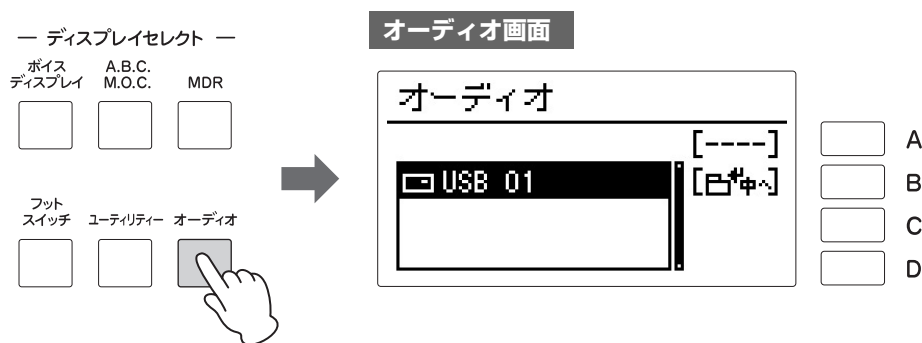 — ディスプレイセレクト —
ボイス
ディスプレイ
A.B.C.
M.O.C.
MDR
フット
スイッチ
ユーティリティー
オーディオ
オーディオ画面
オーディオ
[----]
USB 01
A
B
C
D